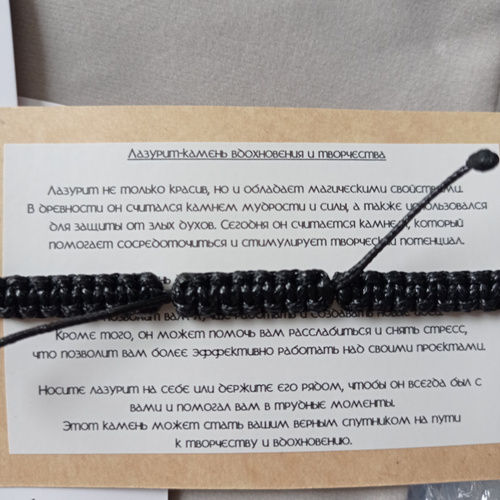 Лазурит-камень вдохновения и творчества
Лазурит не только красив, но и обладает магическими свойствами.
В древности он считался камнем мудрости и силы, а также использовался
для защиты от злых духов. Сегодня он считается камнем, который
помогает сосредоточиться и стимулирует творческий потенциал.
позволит вам
Кроме того, он может помочь вам расслабиться и снять стресс,
что позволит вам более эффективно работать над своими проектами.
Носите лазурит на себе или держите его рядом, чтобы он всегда был с
вами и помогал вам в трудные моменты.
Этот камень может стать вашим верным спутником на пути
к творчеству и вдохновению.